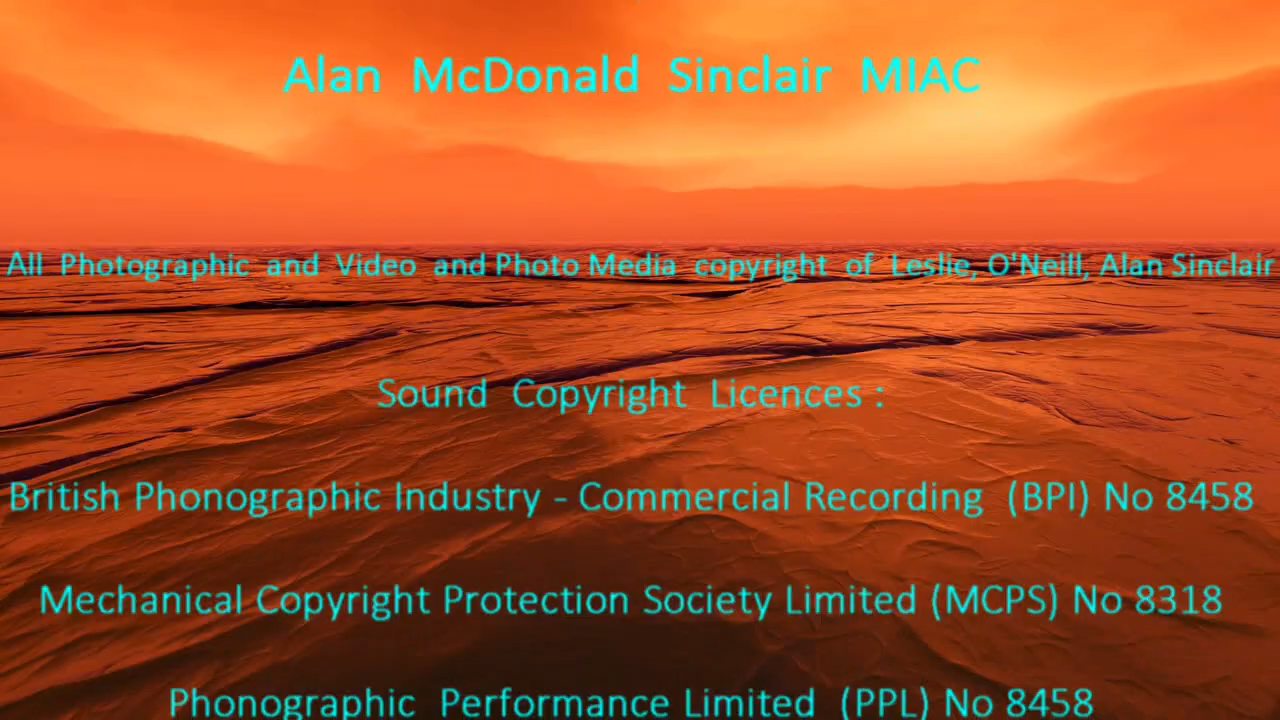 Alan McDonald Sinclair MIAC
All Photographic and Video and Photo Media copyright of Leslie, O'Neill, Alan Sinclair
Sound Copyright Licences :
British Phonographic Industry - Commercial Recording (BPI) No 8458
Mechanical Copyright Protection Society Limited (MCPS) No 8318
Phonographic Performance Limited (PPL) No 8458